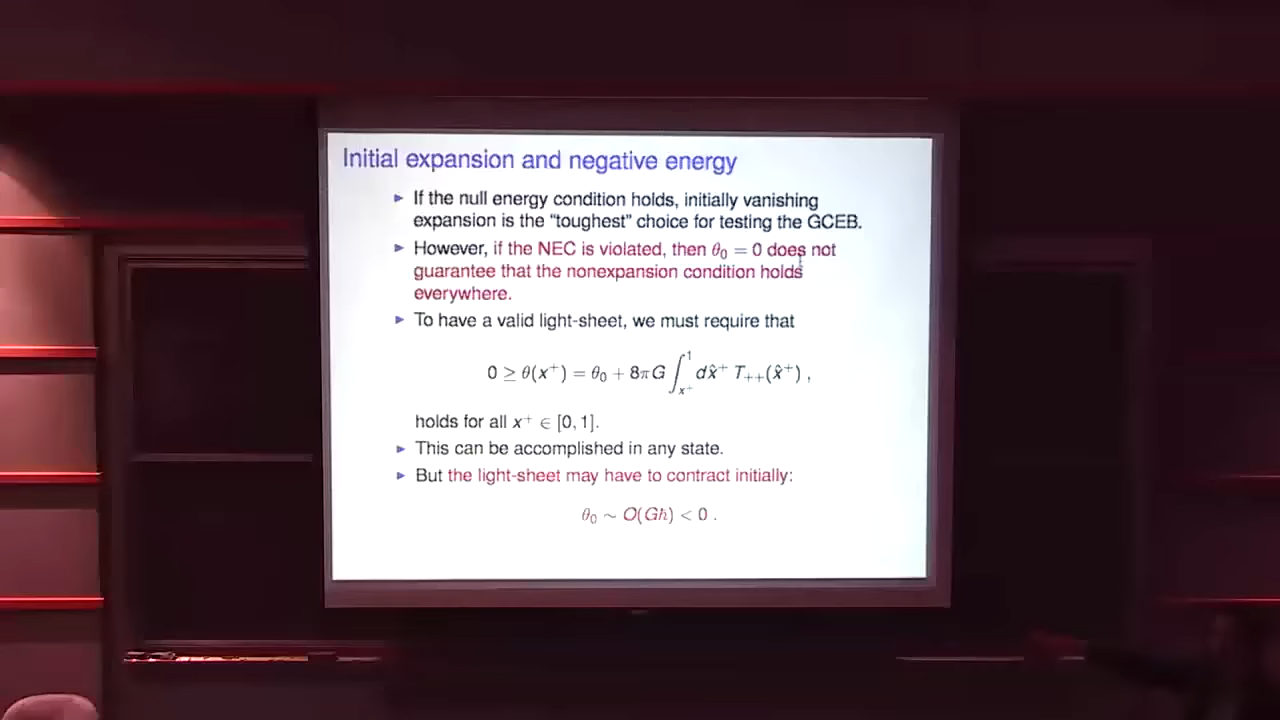 Initial expansion and negative energy
► If the null energy condition holds, initially vanishing
expansion is the “toughest” choice for testing the GCEB.
► However, if the NEC is violated, then θ₀ = 0 does not
guarantee that the nonexpansion condition holds
everywhere.
► To have a valid light-sheet, we must require that
0 ≥ θ(x⁺) = θ₀ + 8πG ∫_{x⁺}^{1} dx̂⁺ T₊₊(x̂⁺) ,
holds for all x⁺ ∈ [0, 1].
► This can be accomplished in any state.
► But the light-sheet may have to contract initially:
θ₀ ∼ O(Gℏ) < 0 .